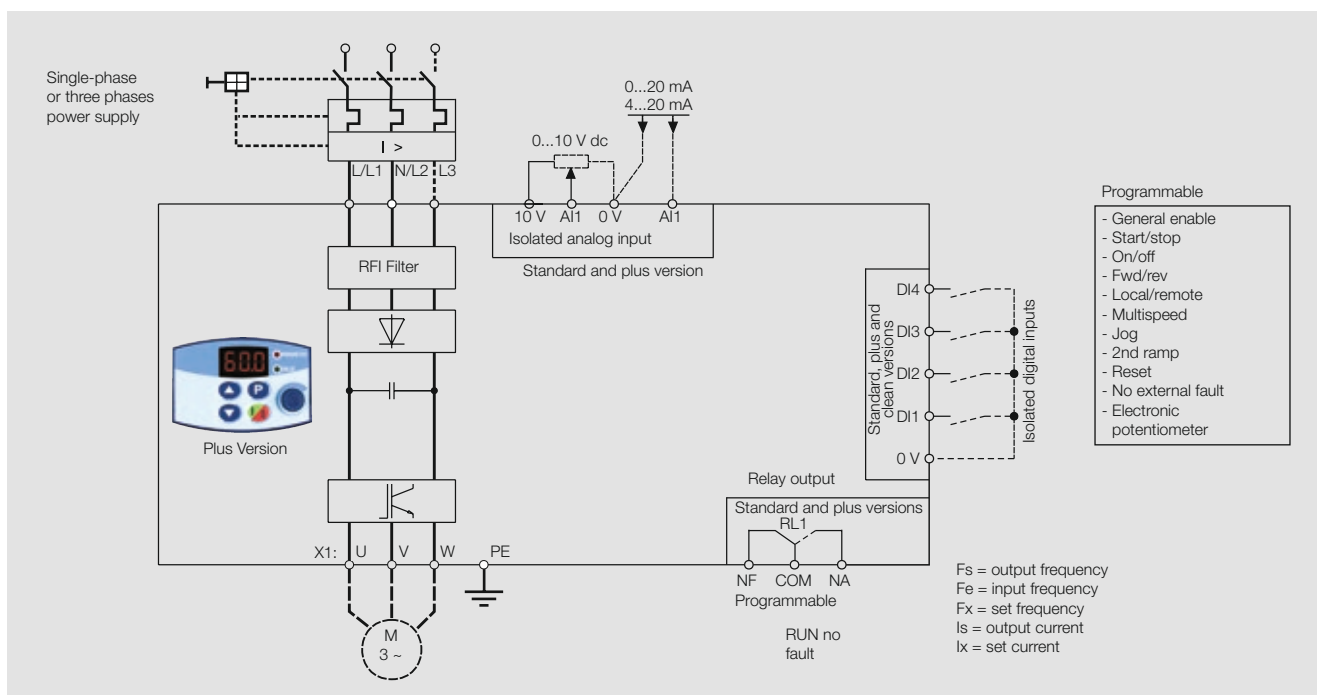 Single-phase
or three phases
power supply
I >
L/L1 N/L2 L3
0...20 mA
4...20 mA
0...10 V dc
10 V AI1 0 V AI1
Isolated analog input
Standard and plus version
RFI Filter
60.0
P
Plus Version
DI4
DI3
DI2
DI1
0 V
Standard, plus and
clean versions
Isolated digital inputs
Programmable
- General enable
- Start/stop
- On/off
- Fwd/rev
- Local/remote
- Multispeed
- Jog
- 2nd ramp
- Reset
- No external fault
- Electronic
potentiometer
Relay output
Standard and plus versions
RL1
NF COM NA
Programmable
RUN no
fault
X1: U V W PE
M
3 ~
Fs = output frequency
Fe = input frequency
Fx = set frequency
Is = output current
Ix = set current